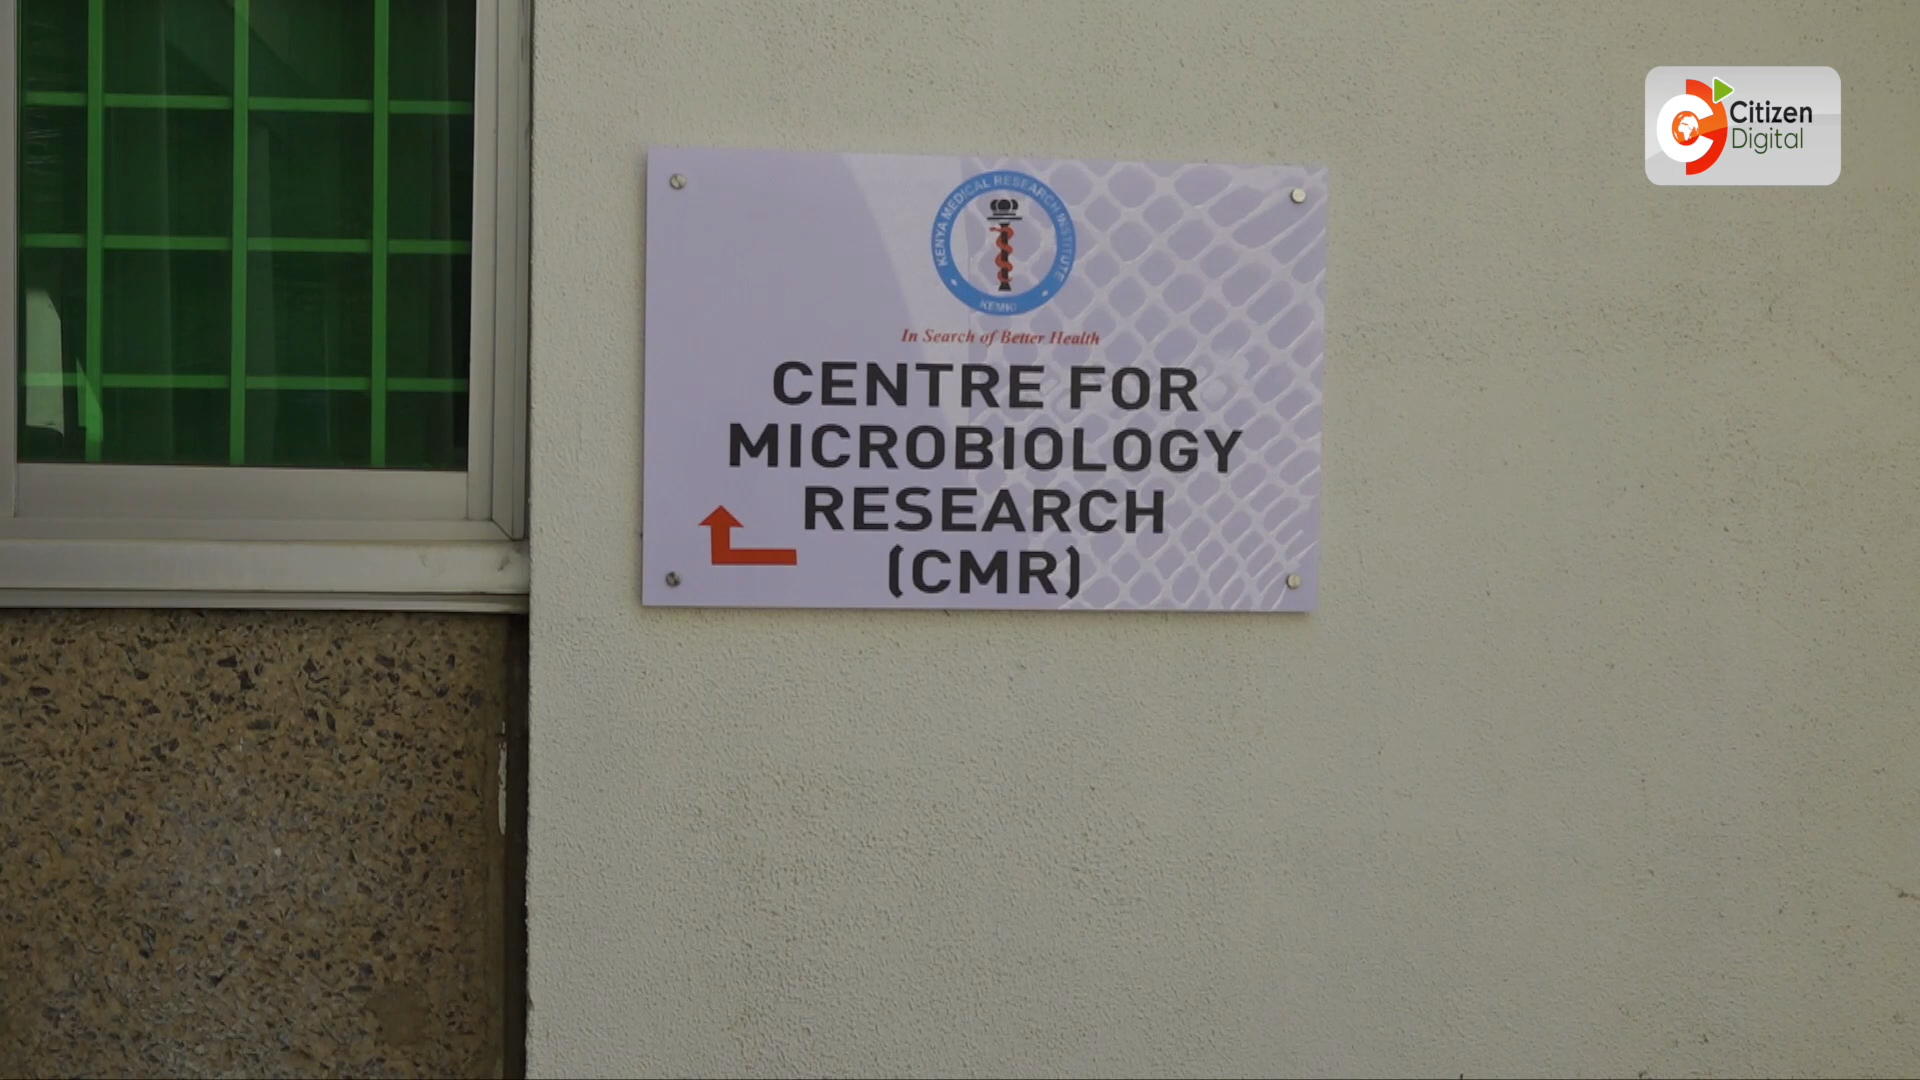 Citizen
Digital
KENYA MEDICAL RESEARCH INSTITUTE
KEMRI
In Search of Better Health
CENTRE FOR
MICROBIOLOGY
RESEARCH
(CMR)